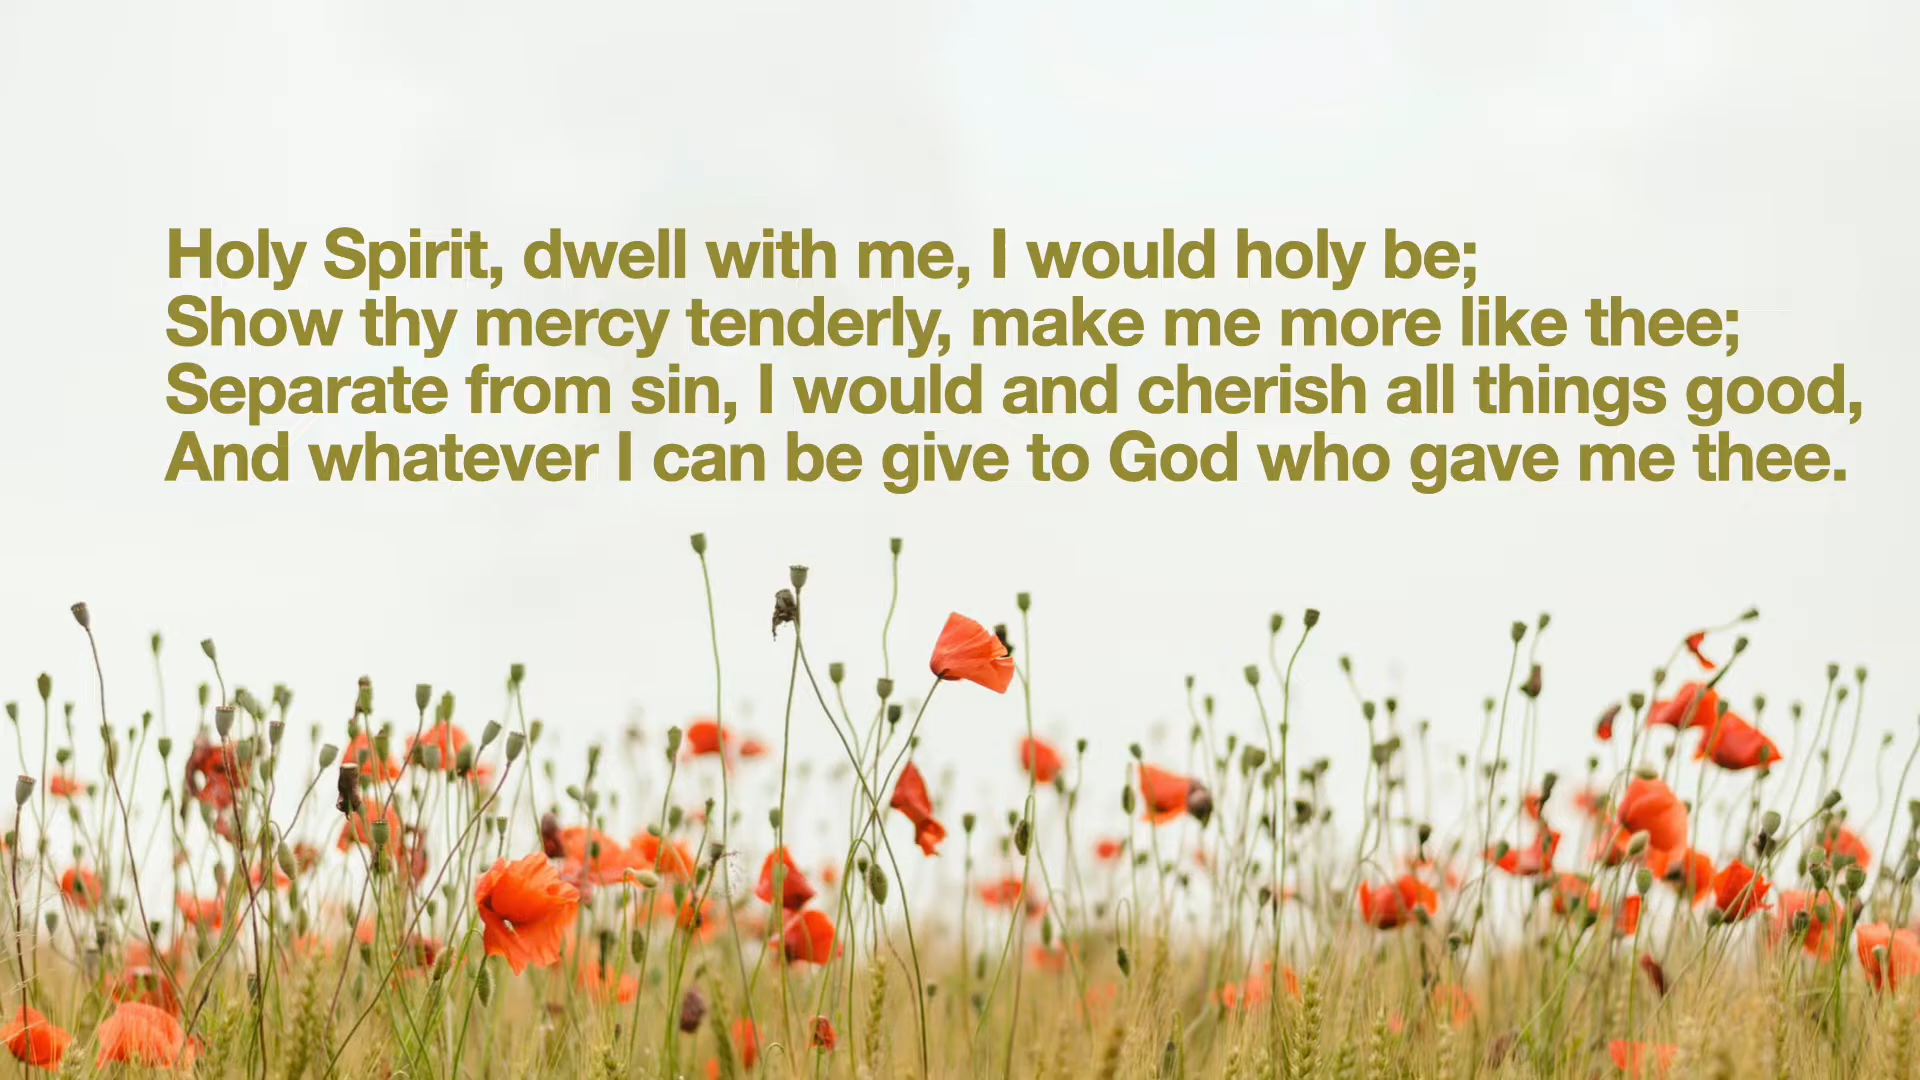 Holy Spirit, dwell with me, I would holy be;
Show thy mercy tenderly, make me more like thee;
Separate from sin, I would and cherish all things good,
And whatever I can be give to God who gave me thee.